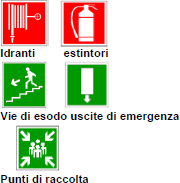 Idranti estintori
Vie di esodo uscite di emergenza
Punti di raccolta